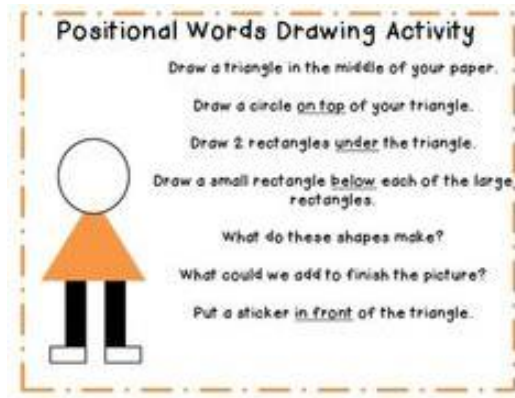 Positional Words Drawing Activity
Draw a triangle in the middle of your paper.
Draw a circle on top of your triangle.
Draw 2 rectangles under the triangle.
Draw a small rectangle below each of the large
rectangles.
What do these shapes make?
What could we add to finish the picture?
Put a sticker in front of the triangle.